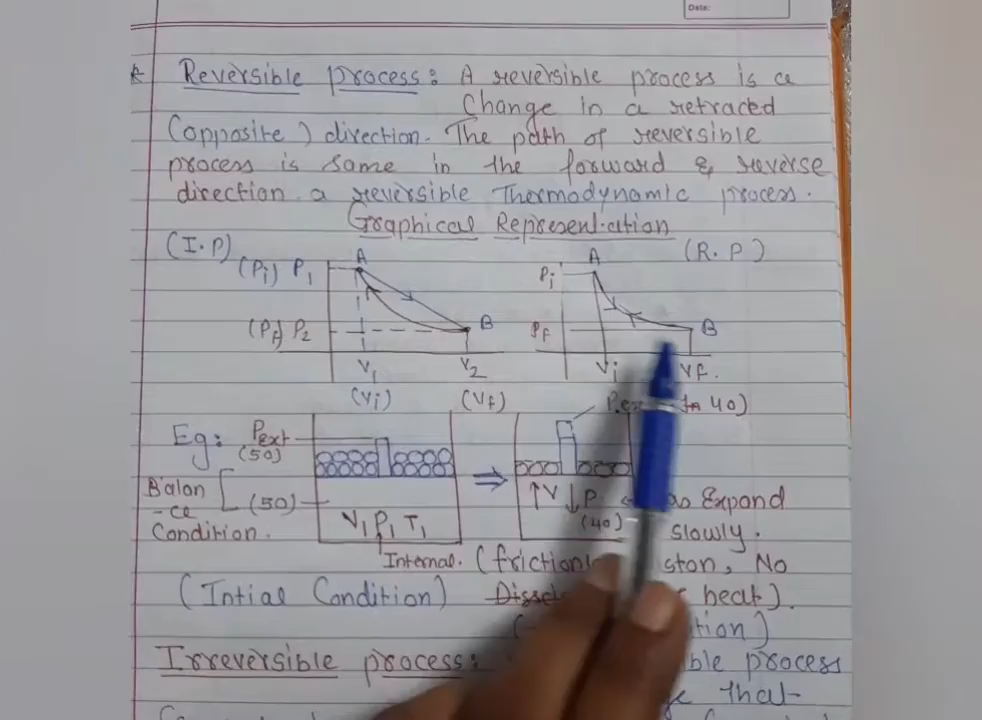 Date:
Reversible process: A reversible process is a
Change in a retraced
(opposite) direction. The path of reversible
process is same in the forward & reverse
direction a reversible Thermodynamic process.
Graphical Representation
(I.P) (R.P)
(Pi) P1 A Pi A
(Pf) P2 B Pf B
V1 V2 Vi Vf.
(Vi) (Vf)
Eg: Pext 40)
(50)
Balan [ (50)
-ce V1 P1 T1 ↑V ↓P Expand
Condition. (40) slowly.
Internal. (friction ston, No
(Intial Condition) heat).
tion)
Irreversible process: ble process
that